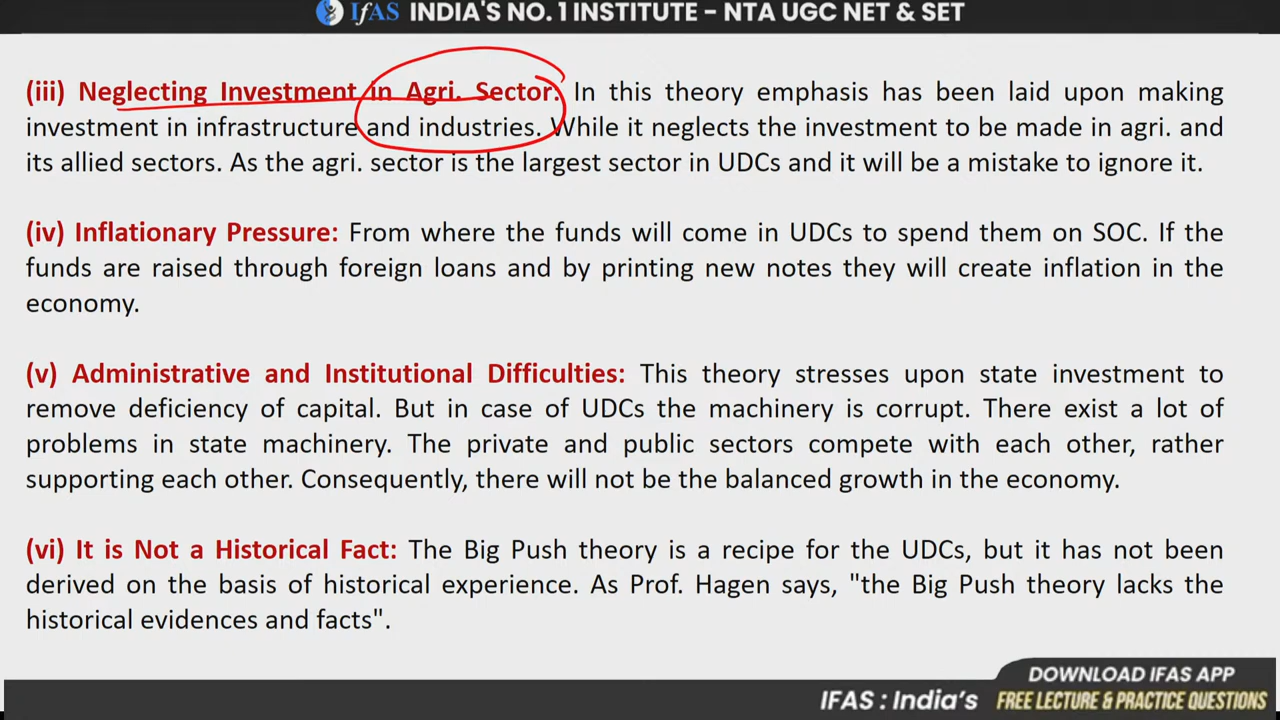 IFAS INDIA'S NO. 1 INSTITUTE – NTA UGC NET & SET
(iii) Neglecting Investment in Agri. Sector: In this theory emphasis has been laid upon making
investment in infrastructure and industries. While it neglects the investment to be made in agri. and
its allied sectors. As the agri. sector is the largest sector in UDCs and it will be a mistake to ignore it.
(iv) Inflationary Pressure: From where the funds will come in UDCs to spend them on SOC. If the
funds are raised through foreign loans and by printing new notes they will create inflation in the
economy.
(v) Administrative and Institutional Difficulties: This theory stresses upon state investment to
remove deficiency of capital. But in case of UDCs the machinery is corrupt. There exist a lot of
problems in state machinery. The private and public sectors compete with each other, rather
supporting each other. Consequently, there will not be the balanced growth in the economy.
(vi) It is Not a Historical Fact: The Big Push theory is a recipe for the UDCs, but it has not been
derived on the basis of historical experience. As Prof. Hagen says, "the Big Push theory lacks the
historical evidences and facts".
DOWNLOAD IFAS APP
IFAS : India's FREE LECTURE & PRACTICE QUESTIONS